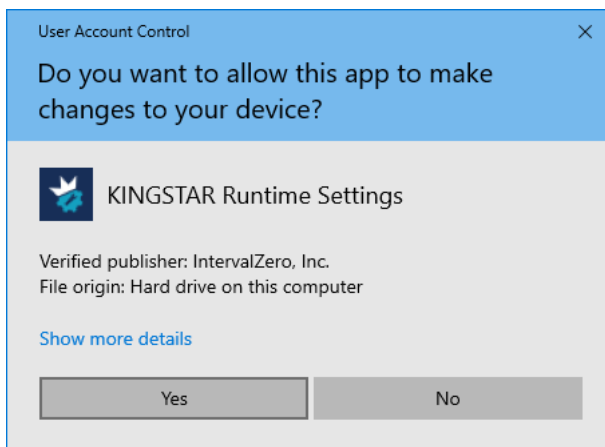 User Account Control
Do you want to allow this app to make
changes to your device?
KINGSTAR Runtime Settings
Verified publisher: IntervalZero, Inc.
File origin: Hard drive on this computer
Show more details
Yes
No